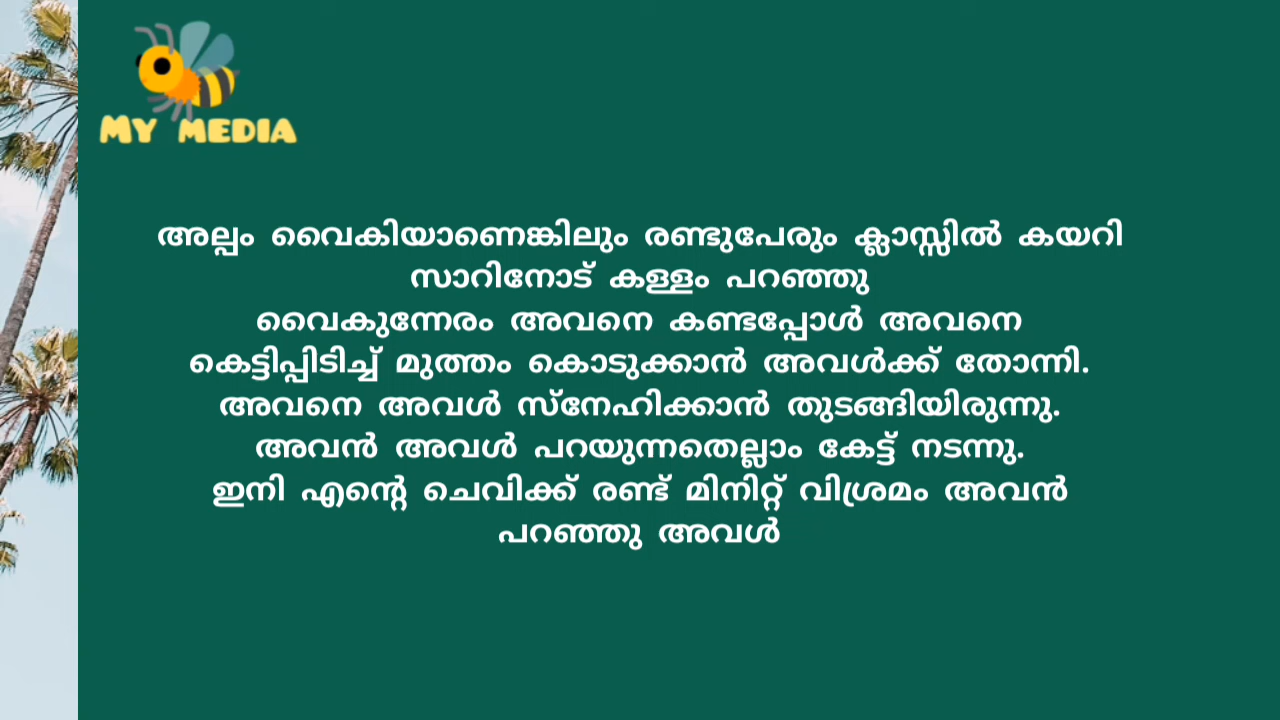 MY MEDIA
അല്പം വൈകിയാണെങ്കിലും രണ്ടുപേരും ക്ലാസ്സിൽ കയറി
സാറിനോട് കള്ളം പറഞ്ഞു
വൈകുന്നേരം അവനെ കണ്ടപ്പോൾ അവനെ
കെട്ടിപ്പിടിച്ച് മുത്തം കൊടുക്കാൻ അവൾക്ക് തോന്നി.
അവനെ അവൾ സ്നേഹിക്കാൻ തുടങ്ങിയിരുന്നു.
അവൻ അവൾ പറയുന്നതെല്ലാം കേട്ട് നടന്നു.
ഇനി എന്റെ ചെവിക്ക് രണ്ട് മിനിറ്റ് വിശ്രമം അവൻ
പറഞ്ഞു അവൾ